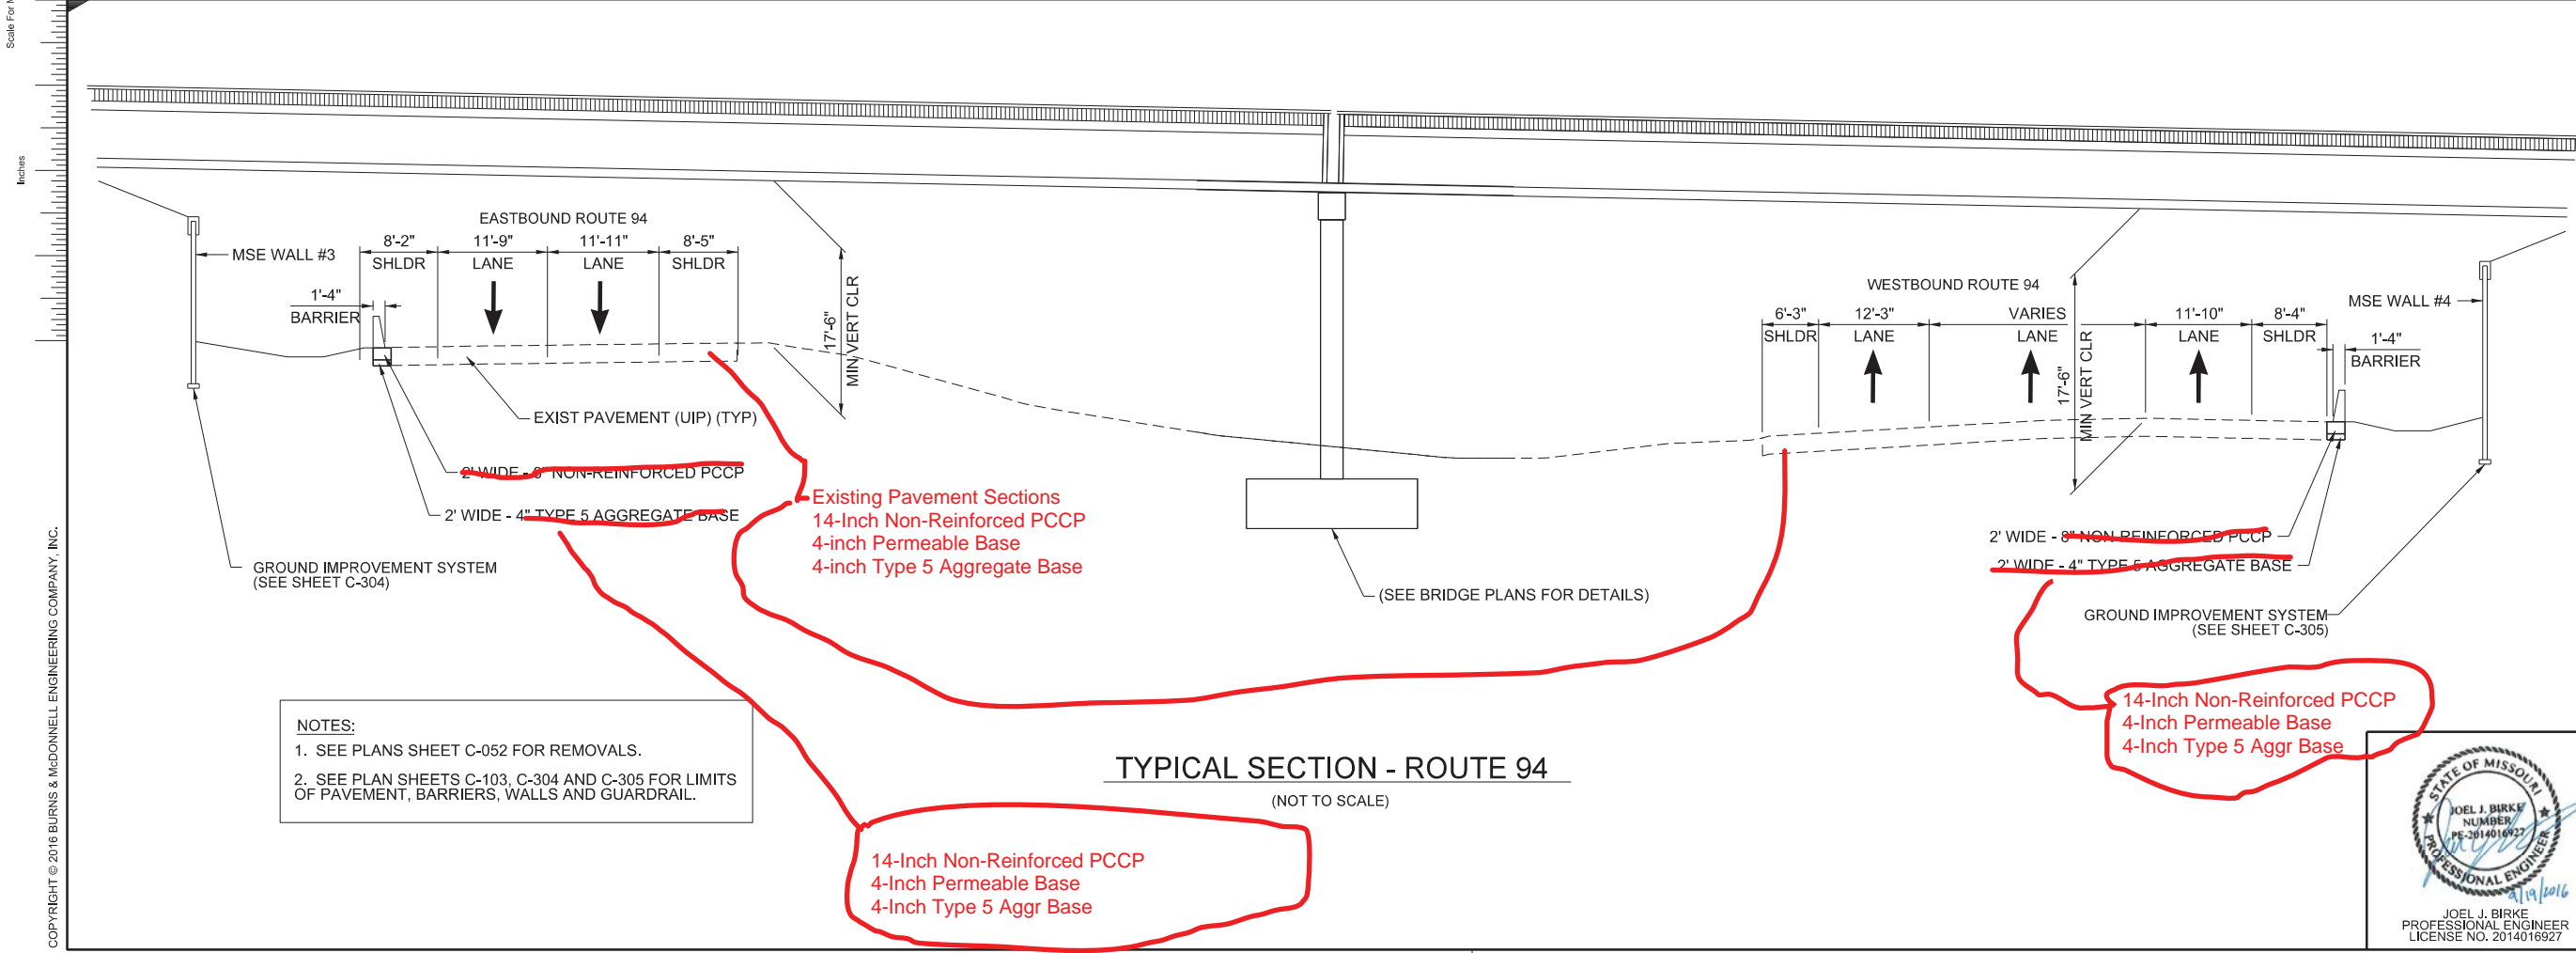 Scale For M
Inches
COPYRIGHT © 2016 BURNS & McDONNELL ENGINEERING COMPANY, INC.
EASTBOUND ROUTE 94
8'-2"
SHLDR
11'-9"
LANE
11'-11"
LANE
8'-5"
SHLDR
MSE WALL #3
1'-4"
BARRIER
17'-6"
MIN VERT CLR
EXIST PAVEMENT (UIP) (TYP)
2' WIDE - 8" NON-REINFORCED PCCP
2' WIDE - 4" TYPE 5 AGGREGATE BASE
GROUND IMPROVEMENT SYSTEM
(SEE SHEET C-304)
Existing Pavement Sections
14-Inch Non-Reinforced PCCP
4-inch Permeable Base
4-inch Type 5 Aggregate Base
(SEE BRIDGE PLANS FOR DETAILS)
WESTBOUND ROUTE 94
6'-3"
SHLDR
12'-3"
LANE
VARIES
LANE
11'-10"
LANE
8'-4"
SHLDR
17'-6"
MIN VERT CLR
MSE WALL #4
1'-4"
BARRIER
2' WIDE - 8" NON-REINFORCED PCCP
2' WIDE - 4" TYPE 5 AGGREGATE BASE
GROUND IMPROVEMENT SYSTEM
(SEE SHEET C-305)
14-Inch Non-Reinforced PCCP
4-Inch Permeable Base
4-Inch Type 5 Aggr Base
NOTES:
1. SEE PLANS SHEET C-052 FOR REMOVALS.
2. SEE PLAN SHEETS C-103, C-304 AND C-305 FOR LIMITS
OF PAVEMENT, BARRIERS, WALLS AND GUARDRAIL.
TYPICAL SECTION - ROUTE 94
(NOT TO SCALE)
14-Inch Non-Reinforced PCCP
4-Inch Permeable Base
4-Inch Type 5 Aggr Base
STATE OF MISSOURI
JOEL J. BIRKE
NUMBER
PE-2014016927
PROFESSIONAL ENGINEER
9/19/2016
JOEL J. BIRKE
PROFESSIONAL ENGINEER
LICENSE NO. 2014016927